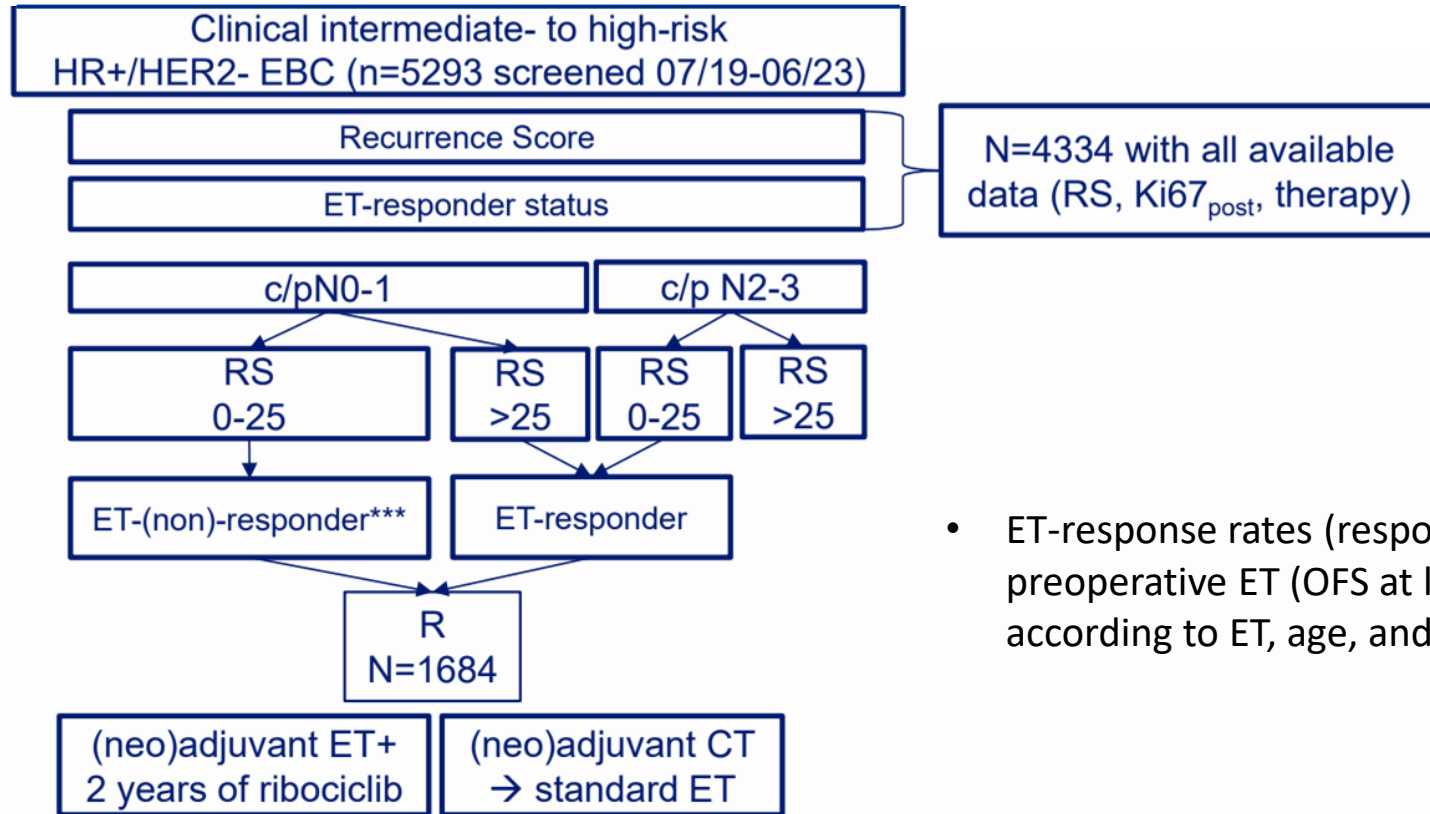 Clinical intermediate- to high-risk
HR+/HER2- EBC (n=5293 screened 07/19-06/23)
Recurrence Score
ET-responder status
N=4334 with all available
data (RS, Ki67post, therapy)
c/pN0-1
c/p N2-3
RS
0-25
RS
>25
RS
0-25
RS
>25
ET-(non)-responder***
ET-responder
R
N=1684
(neo)adjuvant ET+
2 years of ribociclib
(neo)adjuvant CT
→ standard ET
• ET-response rates (respo
preoperative ET (OFS at l
according to ET, age, and